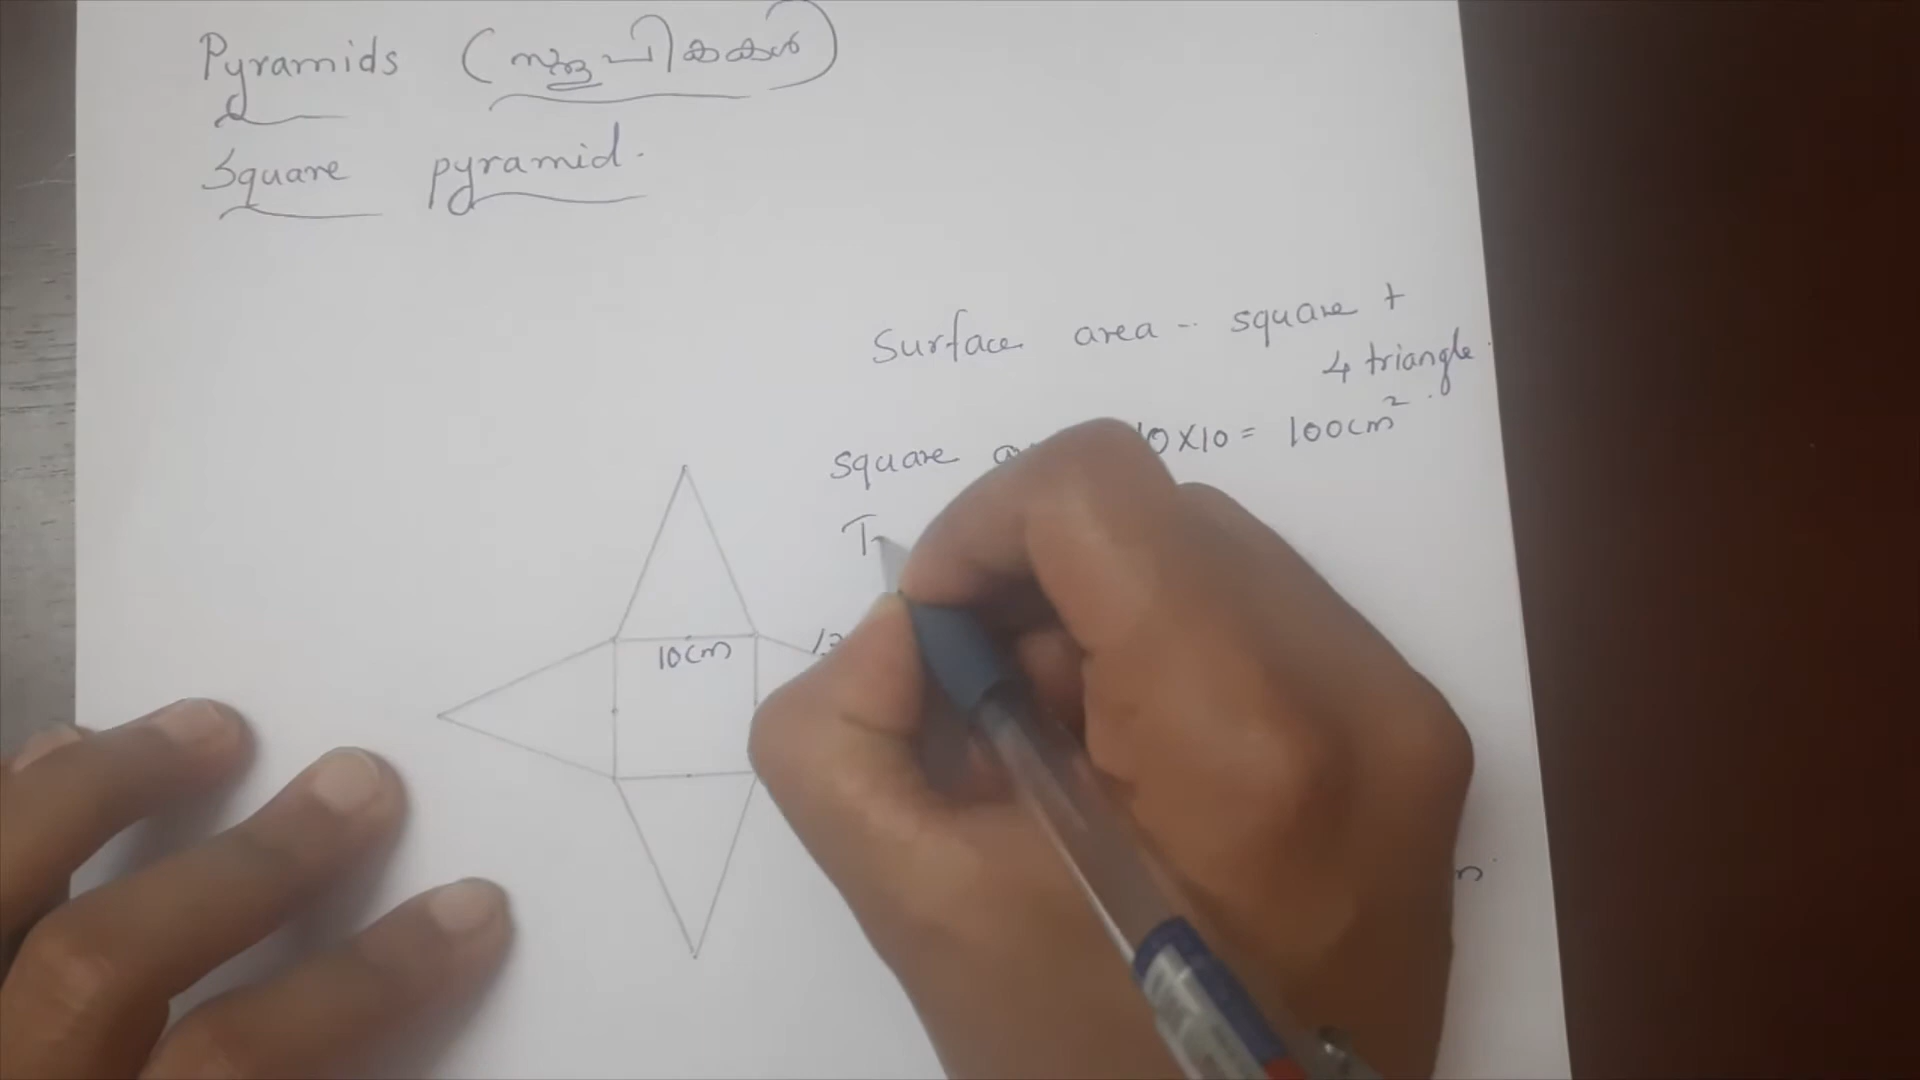 Pyramids (സ്തൂപികകൾ)
Square pyramid.
Surface area - square +
4 triangle.
square 10x10 = 100cm²
T
10cm